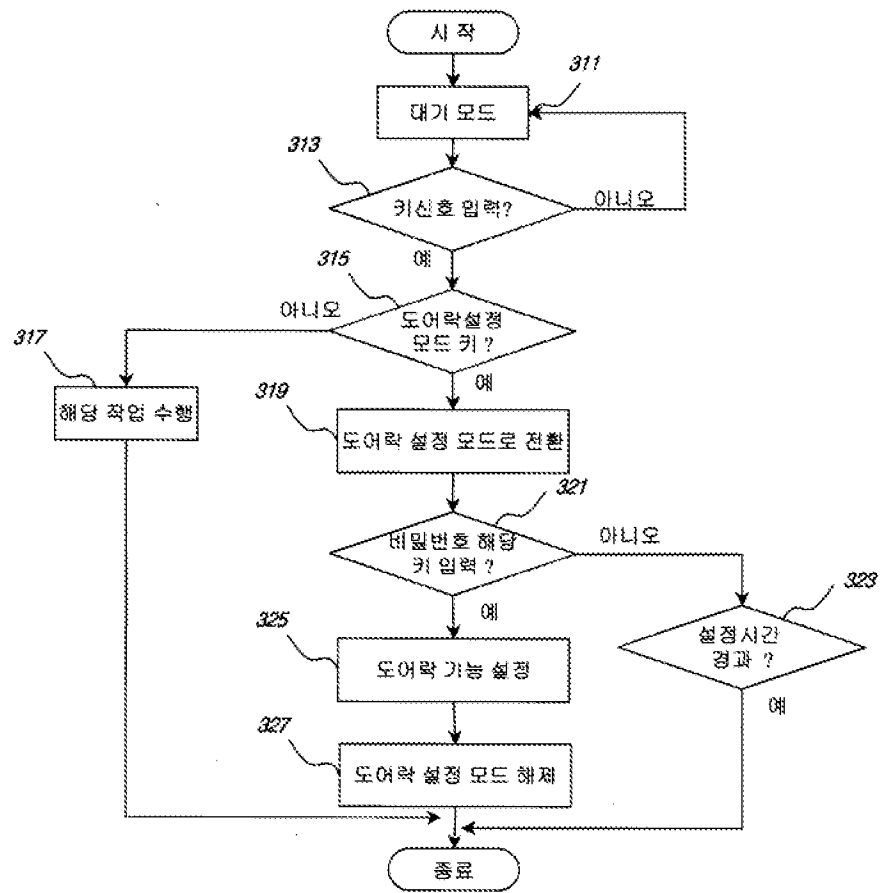 시 작
311
대기 모드
313
키신호 입력?
아니오
예
315
아니오
도어락설정
모드 키 ?
317
예
319
해당 작업 수행
도어락 설정 모드로 전환
321
비밀번호 해당
키 입력 ?
아니오
323
예
325
설정시간
경과 ?
도어락 기능 설정
예
327
도어락 설정 모드 해제
종료